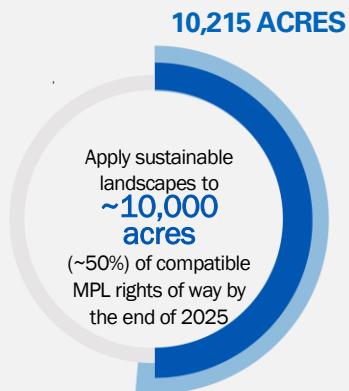 10,215 ACRES
Apply sustainable
landscapes to
~10,000
acres
(~50%) of compatible
MPL rights of way by
the end of 2025